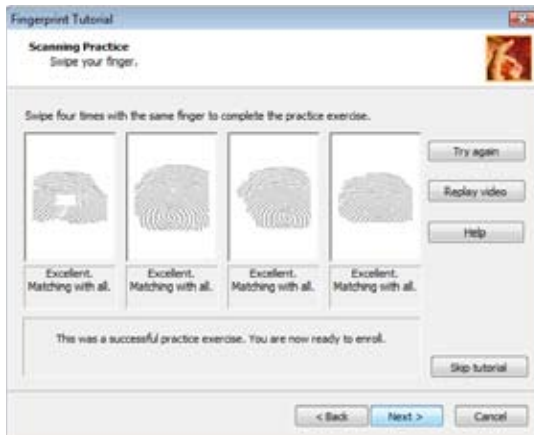 Fingerprint Tutorial
Scanning Practice
Swipe your finger.
Swipe four times with the same finger to complete the practice exercise.
Try again
Replay video
Help
Excellent. Excellent. Excellent. Excellent.
Matching with all. Matching with all. Matching with all. Matching with all.
This was a successful practice exercise. You are now ready to enroll.
Skip tutorial
< Back Next > Cancel